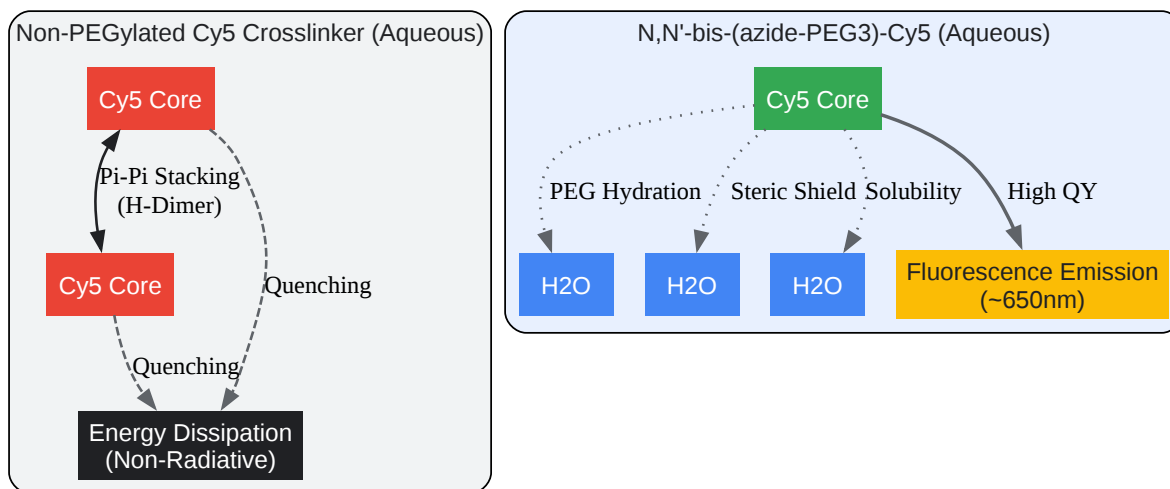 Non-PEGylated Cy5 Crosslinker (Aqueous)
Cy5 Core
Pi-Pi Stacking
(H-Dimer)
Cy5 Core
Quenching
Quenching
Energy Dissipation
(Non-Radiative)
N,N'-bis-(azide-PEG3)-Cy5 (Aqueous)
Cy5 Core
PEG Hydration
Steric Shield
Solubility
High QY
H2O
H2O
H2O
Fluorescence Emission
(~650nm)